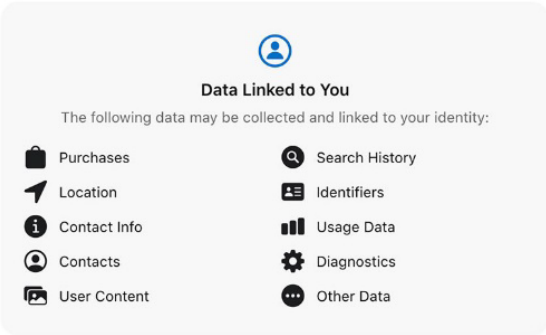 Data Linked to You
The following data may be collected and linked to your identity:
Purchases
Search History
Location
Identifiers
Contact Info
Usage Data
Contacts
Diagnostics
User Content
Other Data